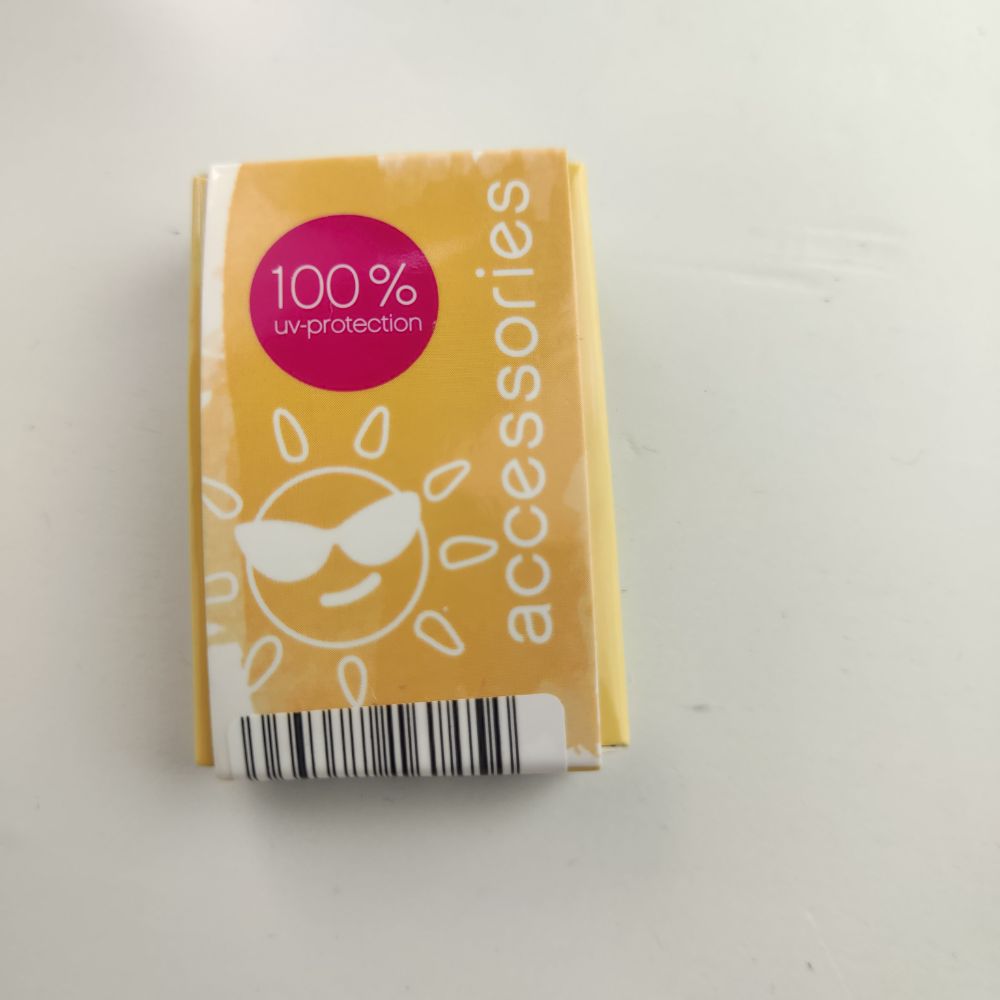 100 %
uv-protection
accessories